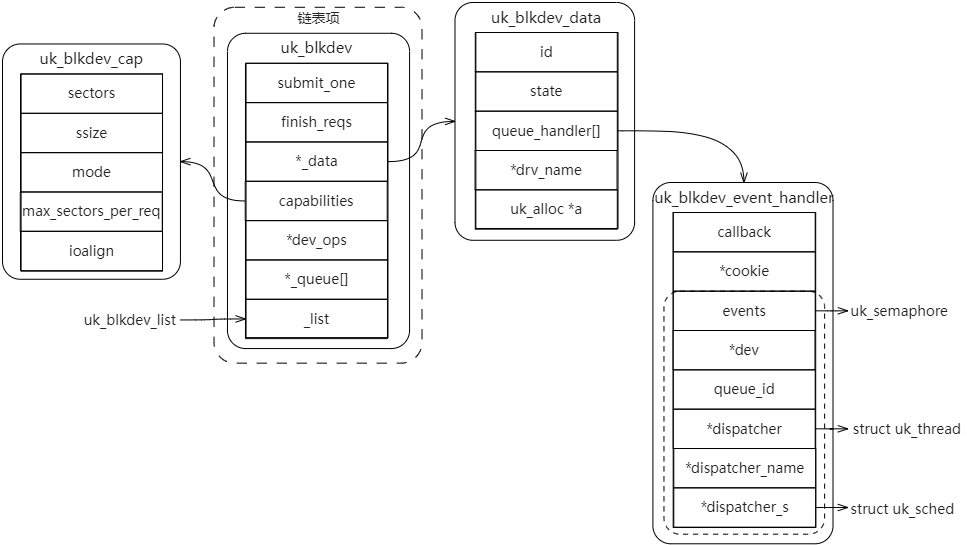 uk_blkdev_cap
sectors
ssize
mode
max_sectors_per_req
ioalign
链表项
uk_blkdev
submit_one
finish_reqs
*_data
capabilities
*dev_ops
*_queue[]
_list
uk_blkdev_list
uk_blkdev_data
id
state
queue_handler[]
*drv_name
uk_alloc *a
uk_blkdev_event_handler
callback
*cookie
events
*dev
queue_id
*dispatcher
*dispatcher_name
*dispatcher_s
uk_semaphore
struct uk_thread
struct uk_sched